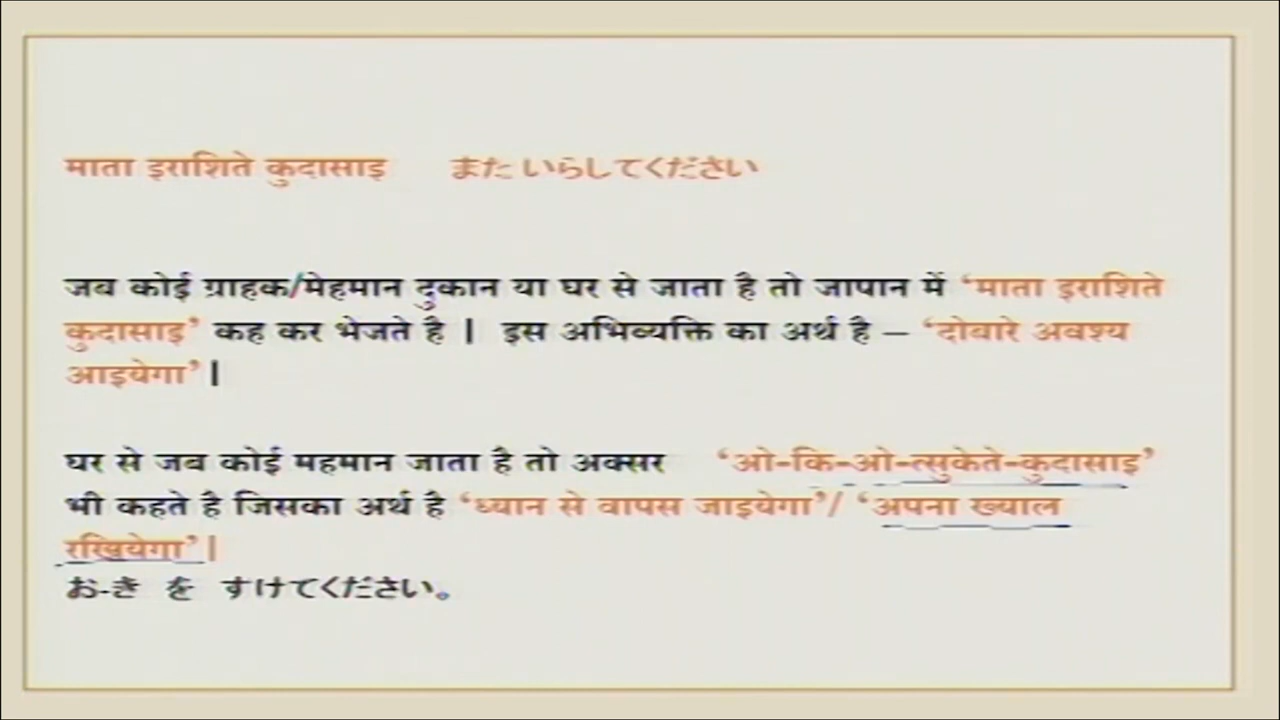 माता इराशिते कुदासाइ またいらしてください
जब कोई ग्राहक/मेहमान दुकान या घर से जाता है तो जापान में ‘माता इराशिते
कुदासाइ’ कह कर भेजते है | इस अभिव्यक्ति का अर्थ है – ‘दोबारे अवश्य
आइयेगा’ |
घर से जब कोई महमान जाता है तो अक्सर ‘ओ-कि-ओ-त्सुकेते-कुदासाइ’
भी कहते है जिसका अर्थ है ‘ध्यान से वापस जाइयेगा’/ ‘अपना ख्याल
रखियेगा’ |
お-き を すけてください。